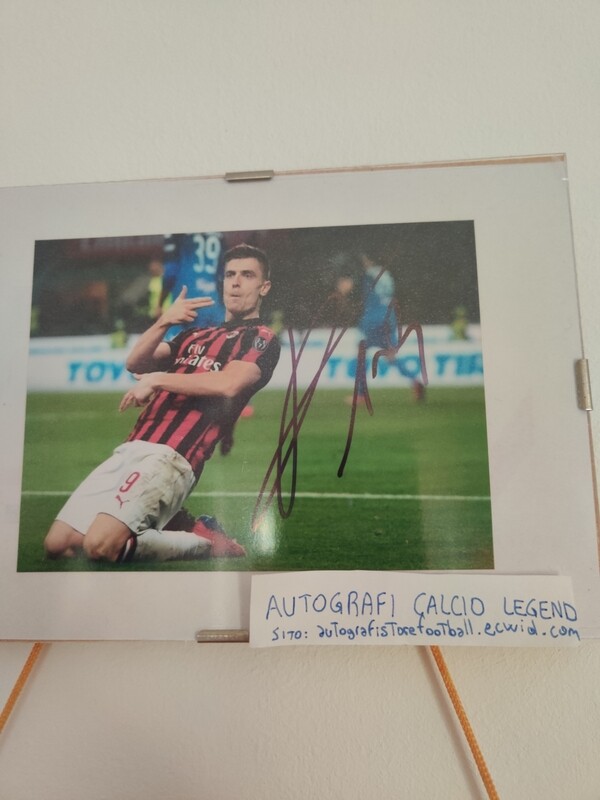 39
Fly
Emirates
TOYO
TOYO TIR
9
AUTOGRAFI CALCIO LEGEND
SITO: autografistorefootball.ecwid.com